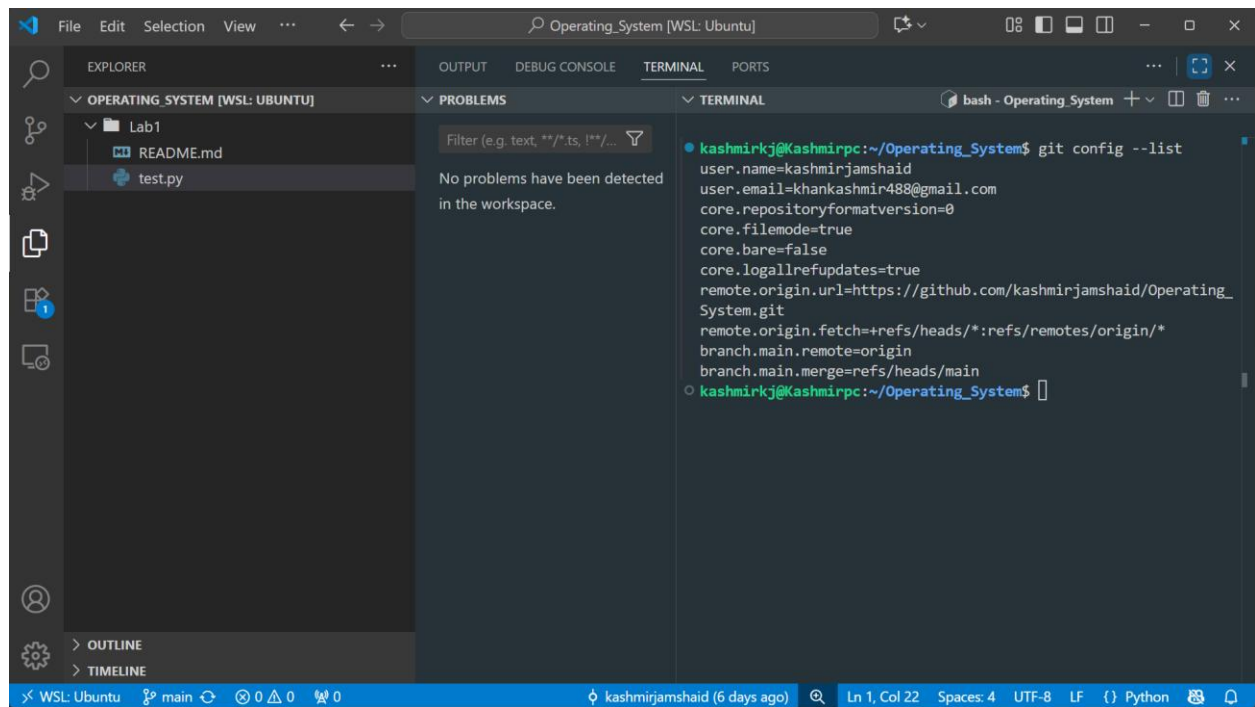 File Edit Selection View ··· Operating_System [WSL: Ubuntu]
EXPLORER ···
OPERATING_SYSTEM [WSL: UBUNTU]
Lab1
README.md
test.py
OUTLINE
TIMELINE
OUTPUT DEBUG CONSOLE TERMINAL PORTS ···
PROBLEMS
Filter (e.g. text, **/*.ts, !**/...
No problems have been detected
in the workspace.
TERMINAL bash - Operating_System ···
kashmirkj@Kashmirpc:~/Operating_System$ git config --list
user.name=kashmirjamshaid
user.email=khankashmir488@gmail.com
core.repositoryformatversion=0
core.filemode=true
core.bare=false
core.logallrefupdates=true
remote.origin.url=https://github.com/kashmirjamshaid/Operating_
System.git
remote.origin.fetch=+refs/heads/*:refs/remotes/origin/*
branch.main.remote=origin
branch.main.merge=refs/heads/main
kashmirkj@Kashmirpc:~/Operating_System$
1
WSL: Ubuntu main 0 0 0 kashmirjamshaid (6 days ago) Ln 1, Col 22 Spaces: 4 UTF-8 LF {} Python